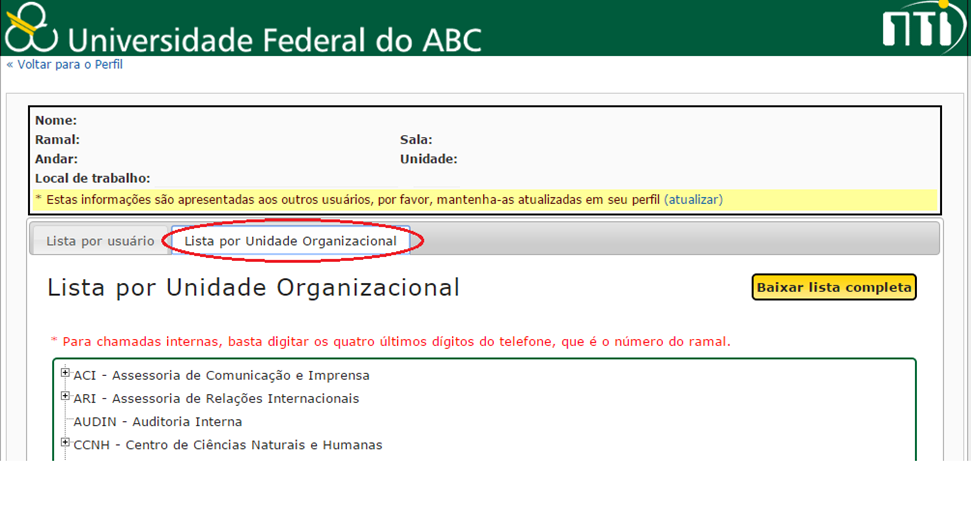 Universidade Federal do ABC
NTI
« Voltar para o Perfil
Nome:
Ramal: Sala:
Andar: Unidade:
Local de trabalho:
* Estas informações são apresentadas aos outros usuários, por favor, mantenha-as atualizadas em seu perfil (atualizar)
Lista por usuário Lista por Unidade Organizacional
Lista por Unidade Organizacional Baixar lista completa
* Para chamadas internas, basta digitar os quatro últimos dígitos do telefone, que é o número do ramal.
ACI - Assessoria de Comunicação e Imprensa
ARI - Assessoria de Relações Internacionais
AUDIN - Auditoria Interna
CCNH - Centro de Ciências Naturais e Humanas